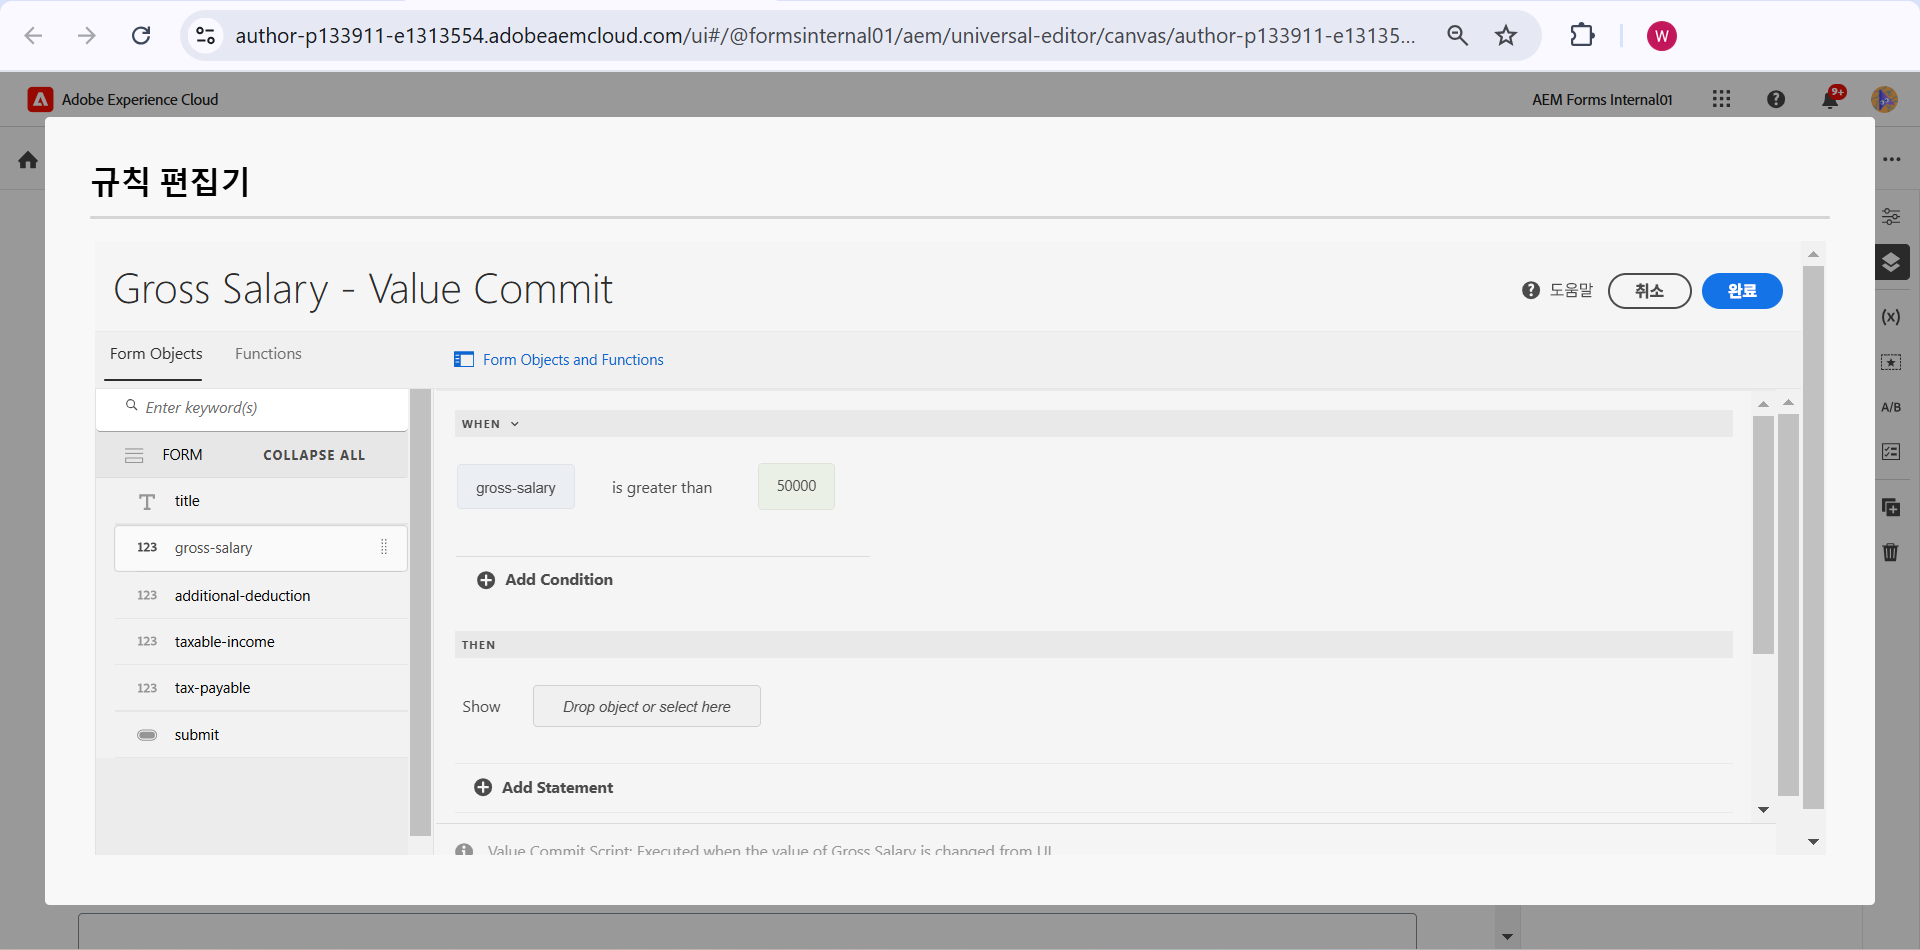 author-p133911-e1313554.adobeaemcloud.com/ui#/@formsinternal01/aem/universal-editor/canvas/author-p133911-e13135...
W
Adobe Experience Cloud
AEM Forms Internal01
9+
규칙 편집기
Gross Salary - Value Commit
도움말
취소
완료
Form Objects
Functions
Form Objects and Functions
Enter keyword(s)
WHEN
FORM
COLLAPSE ALL
gross-salary
is greater than
50000
T title
123 gross-salary
123 additional-deduction
123 taxable-income
123 tax-payable
submit
Add Condition
THEN
Show
Drop object or select here
Add Statement
Value Commit Script: Executed when the value of Gross Salary is changed from UI
(x)
A/B